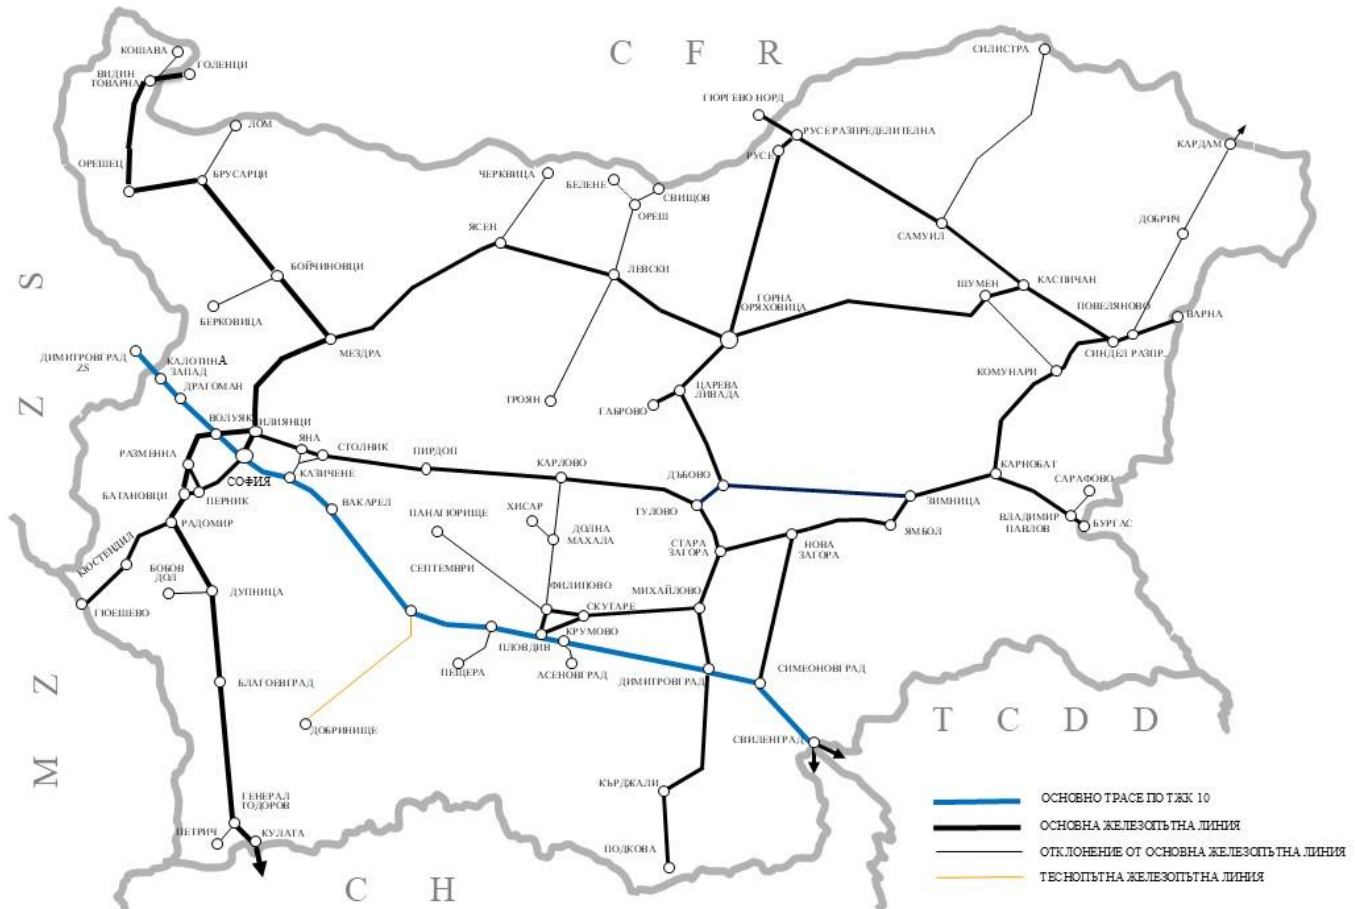 C F R
КОШАВА
ГОЛЕНЦИ
ВИДИН
ТОВАРНА
СИЛИСТРА
ГЮРГЕВО НОРД
РУСЕ РАЗПРЕДЕЛИТЕЛНА
РУСЕ
ЛОМ
КАРДАМ
ОРЕШЕЦ
БРУСАРЦИ
ЧЕРКВИЦА
БЕЛЕНЕ
СВИЩОВ
ОРЕШ
ЯСЕН
САМУИЛ
ДОБРИЧ
БОЙЧИНОВЦИ
ЛЕВСКИ
ШУМЕН
КАСПИЧАН
ГОРНА
ОРЯХОВИЦА
ПОВЕЛЯНОВО
ВАРНА
БЕРКОВИЦА
МЕЗДРА
СИНДЕЛ РАЗПР.
Z Z S
ДИМИТРОВГРАД
ZS
КАЛОТИНА
ЗАПАД
ДРАГОМАН
КОМУНАРИ
ТРОЯН
ГАБРОВО
ЦАРЕВА
ЛИВАДА
ВОЛУЯК
ИЛИЯНЦИ
ЯНА
СТОЛНИК
ПИРДОП
КАРЛОВО
РАЗМЕННА
СОФИЯ
КАЗИЧЕНЕ
ДЪБОВО
КАРНОБАТ
САРАФОВО
БАТАНОВЦИ
ПЕРНИК
ВАКАРЕЛ
ПАНАГЮРИЩЕ
ХИСАР
ТУЛОВО
ЗИМНИЦА
РАДОМИР
ДОЛНА
МАХАЛА
ЯМБОЛ
ВЛАДИМИР
ПАВЛОВ
БУРГАС
КЮСТЕНДИЛ
СТАРА
ЗАГОРА
НОВА
ЗАГОРА
БОБОВ
ДОЛ
СЕПТЕМВРИ
ФИЛИПОВО
МИХАЙЛОВО
ГЮЕШЕВО
ДУПНИЦА
СКУТАРЕ
КРУМОВО
ПЛОВДИВ
ПЕЩЕРА
АСЕНОВГРАД
ДИМИТРОВГРАД
СИМЕОНОВГРАД
M Z
БЛАГОЕВГРАД
ДОБРИНИЩЕ
T C D D
СВИЛЕНГРАД
КЪРДЖАЛИ
ГЕНЕРАЛ
ТОДОРОВ
ПЕТРИЧ
КУЛАТА
ПОДКОВА
C H
ОСНОВНО ТРАСЕ ПО ТЖК 10
ОСНОВНА ЖЕЛЕЗОПЪТНА ЛИНИЯ
ОТКЛОНЕНИЕ ОТ ОСНОВНА ЖЕЛЕЗОПЪТНА ЛИНИЯ
ТЕСНОПЪТНА ЖЕЛЕЗОПЪТНА ЛИНИЯ